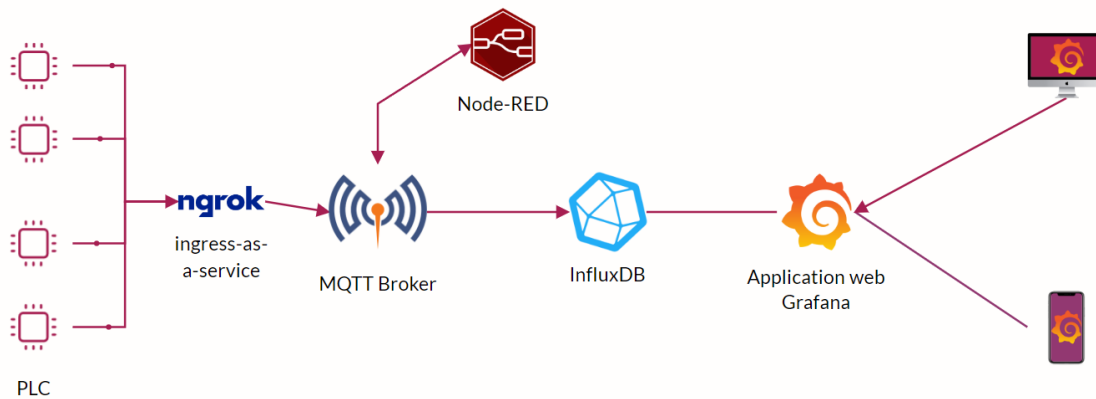 Node-RED
ngrok
ingress-as-
a-service
MQTT Broker
InfluxDB
Application web
Grafana
PLC